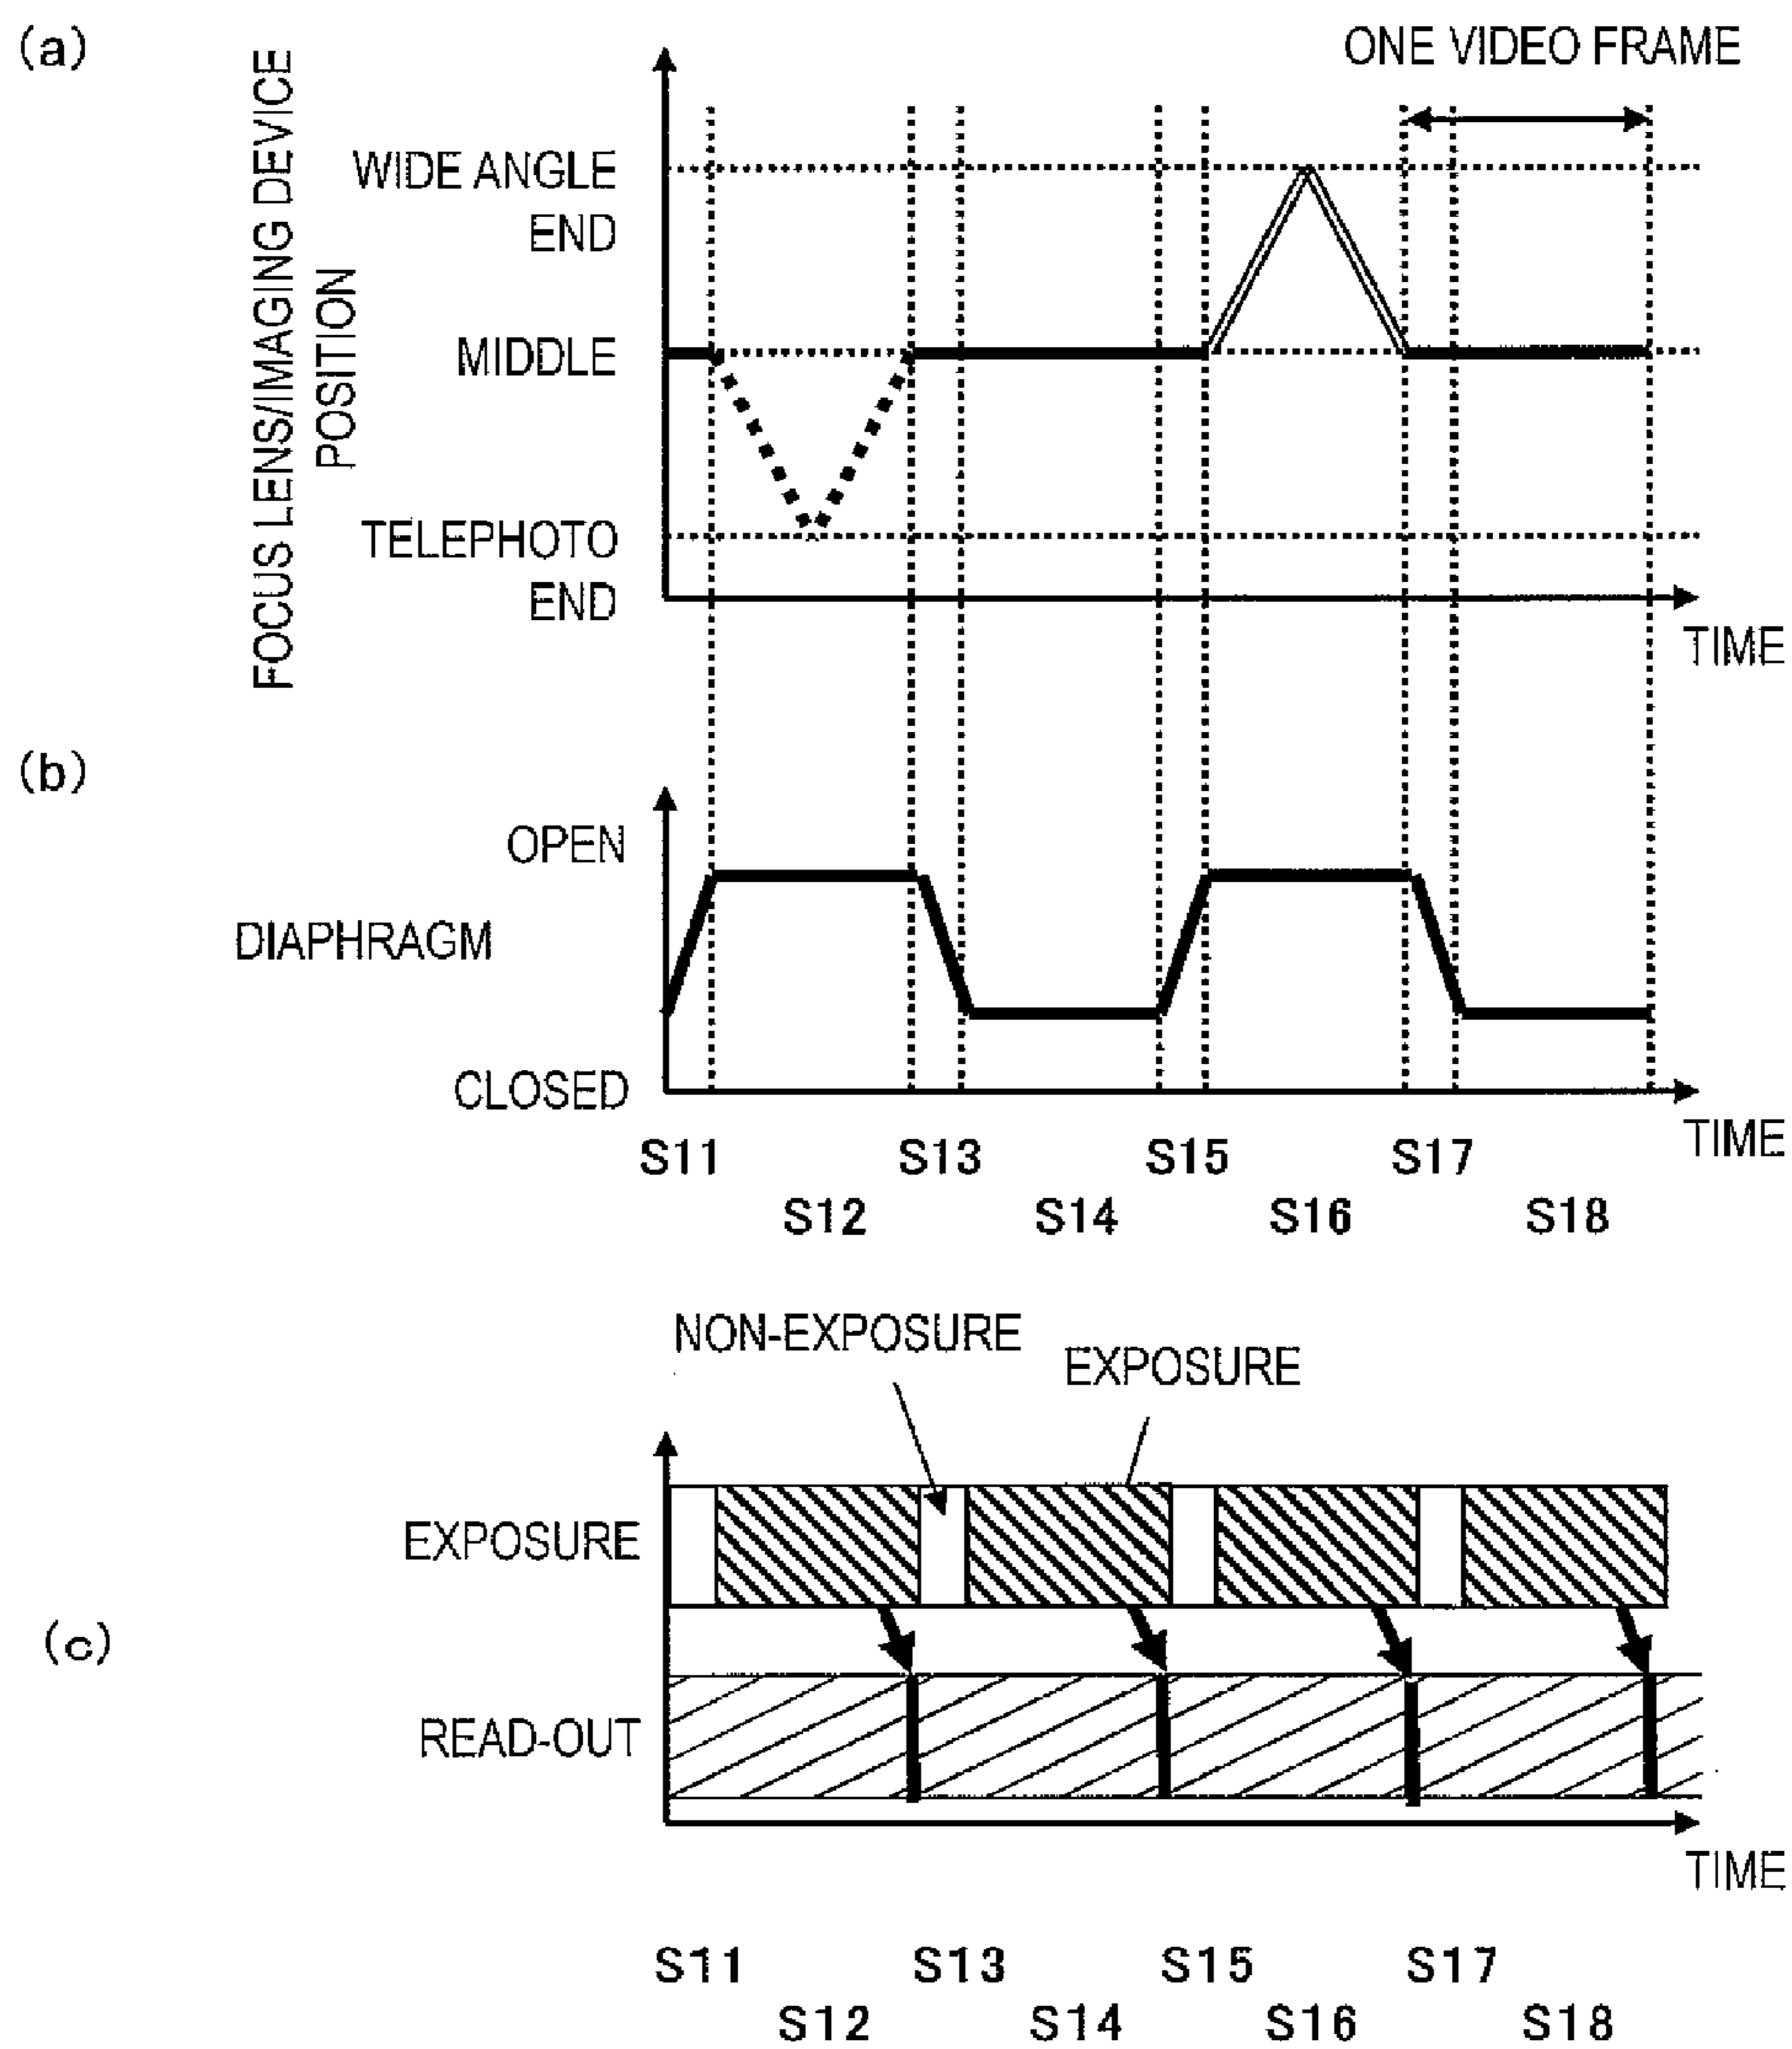 (a)
ONE VIDEO FRAME
FOCUS LENS/IMAGING DEVICE
POSITION
WIDE ANGLE
END
MIDDLE
TELEPHOTO
END
TIME
(b)
OPEN
DIAPHRAGM
CLOSED
TIME
S11 S13 S15 S17
S12 S14 S16 S18
NON-EXPOSURE
EXPOSURE
EXPOSURE
(c)
READ-OUT
TIME
S11 S13 S15 S17
S12 S14 S16 S18